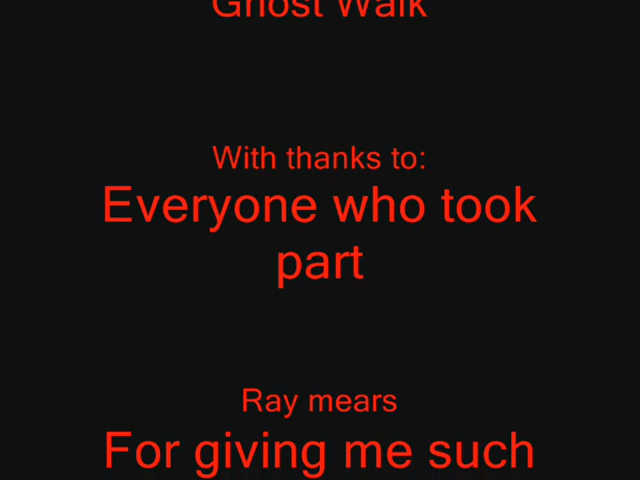 Ghost Walk
With thanks to:
Everyone who took
part
Ray mears
For giving me such